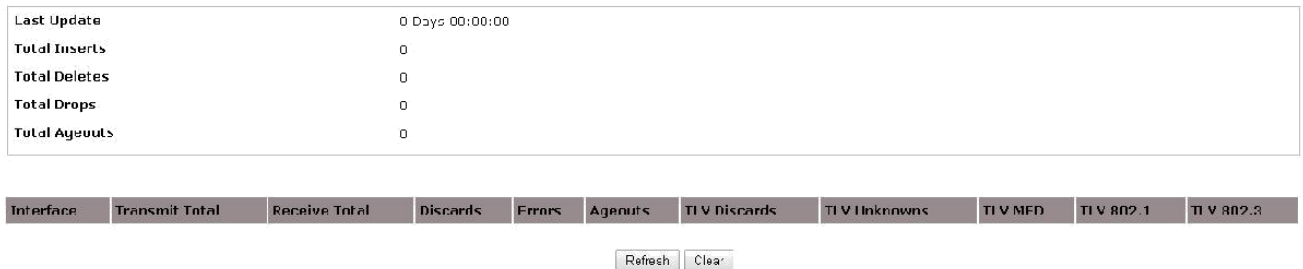 Last Update 0 Days 00:00:00
Total Inserts 0
Total Deletes 0
Total Drops 0
Total Ageouts 0
Interface Transmit Total Receive Total Discards Errors Ageouts TLV Discards TLV Unknowns TLV MED TLV 802.1 TLV 802.3
Refresh Clear